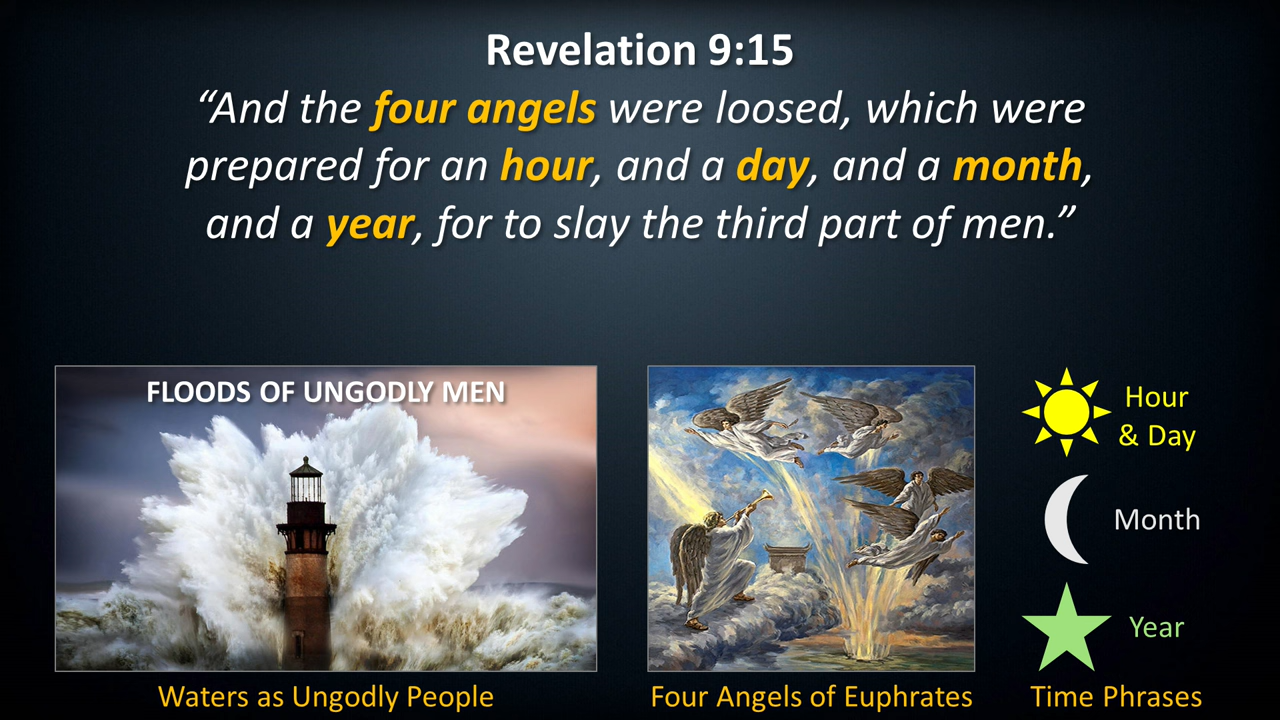 Revelation 9:15
“And the four angels were loosed, which were
prepared for an hour, and a day, and a month,
and a year, for to slay the third part of men.”
FLOODS OF UNGODLY MEN
Waters as Ungodly People
Four Angels of Euphrates
Hour
& Day
Month
Year
Time Phrases